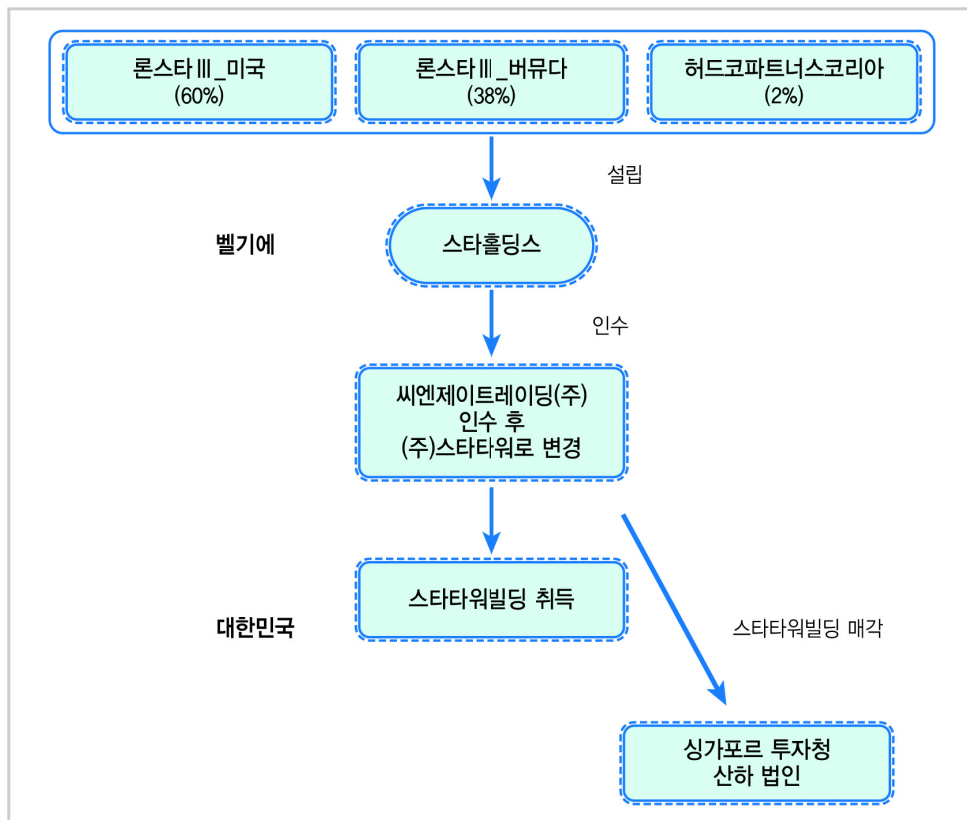 론스타Ⅲ_미국
(60%)
론스타Ⅲ_버뮤다
(38%)
허드코파트너스코리아
(2%)
설립
벨기에
스타홀딩스
인수
씨엔제이트레이딩(주)
인수 후
(주)스타타워로 변경
스타타워빌딩 취득
대한민국
스타타워빌딩 매각
싱가포르 투자청
산하 법인